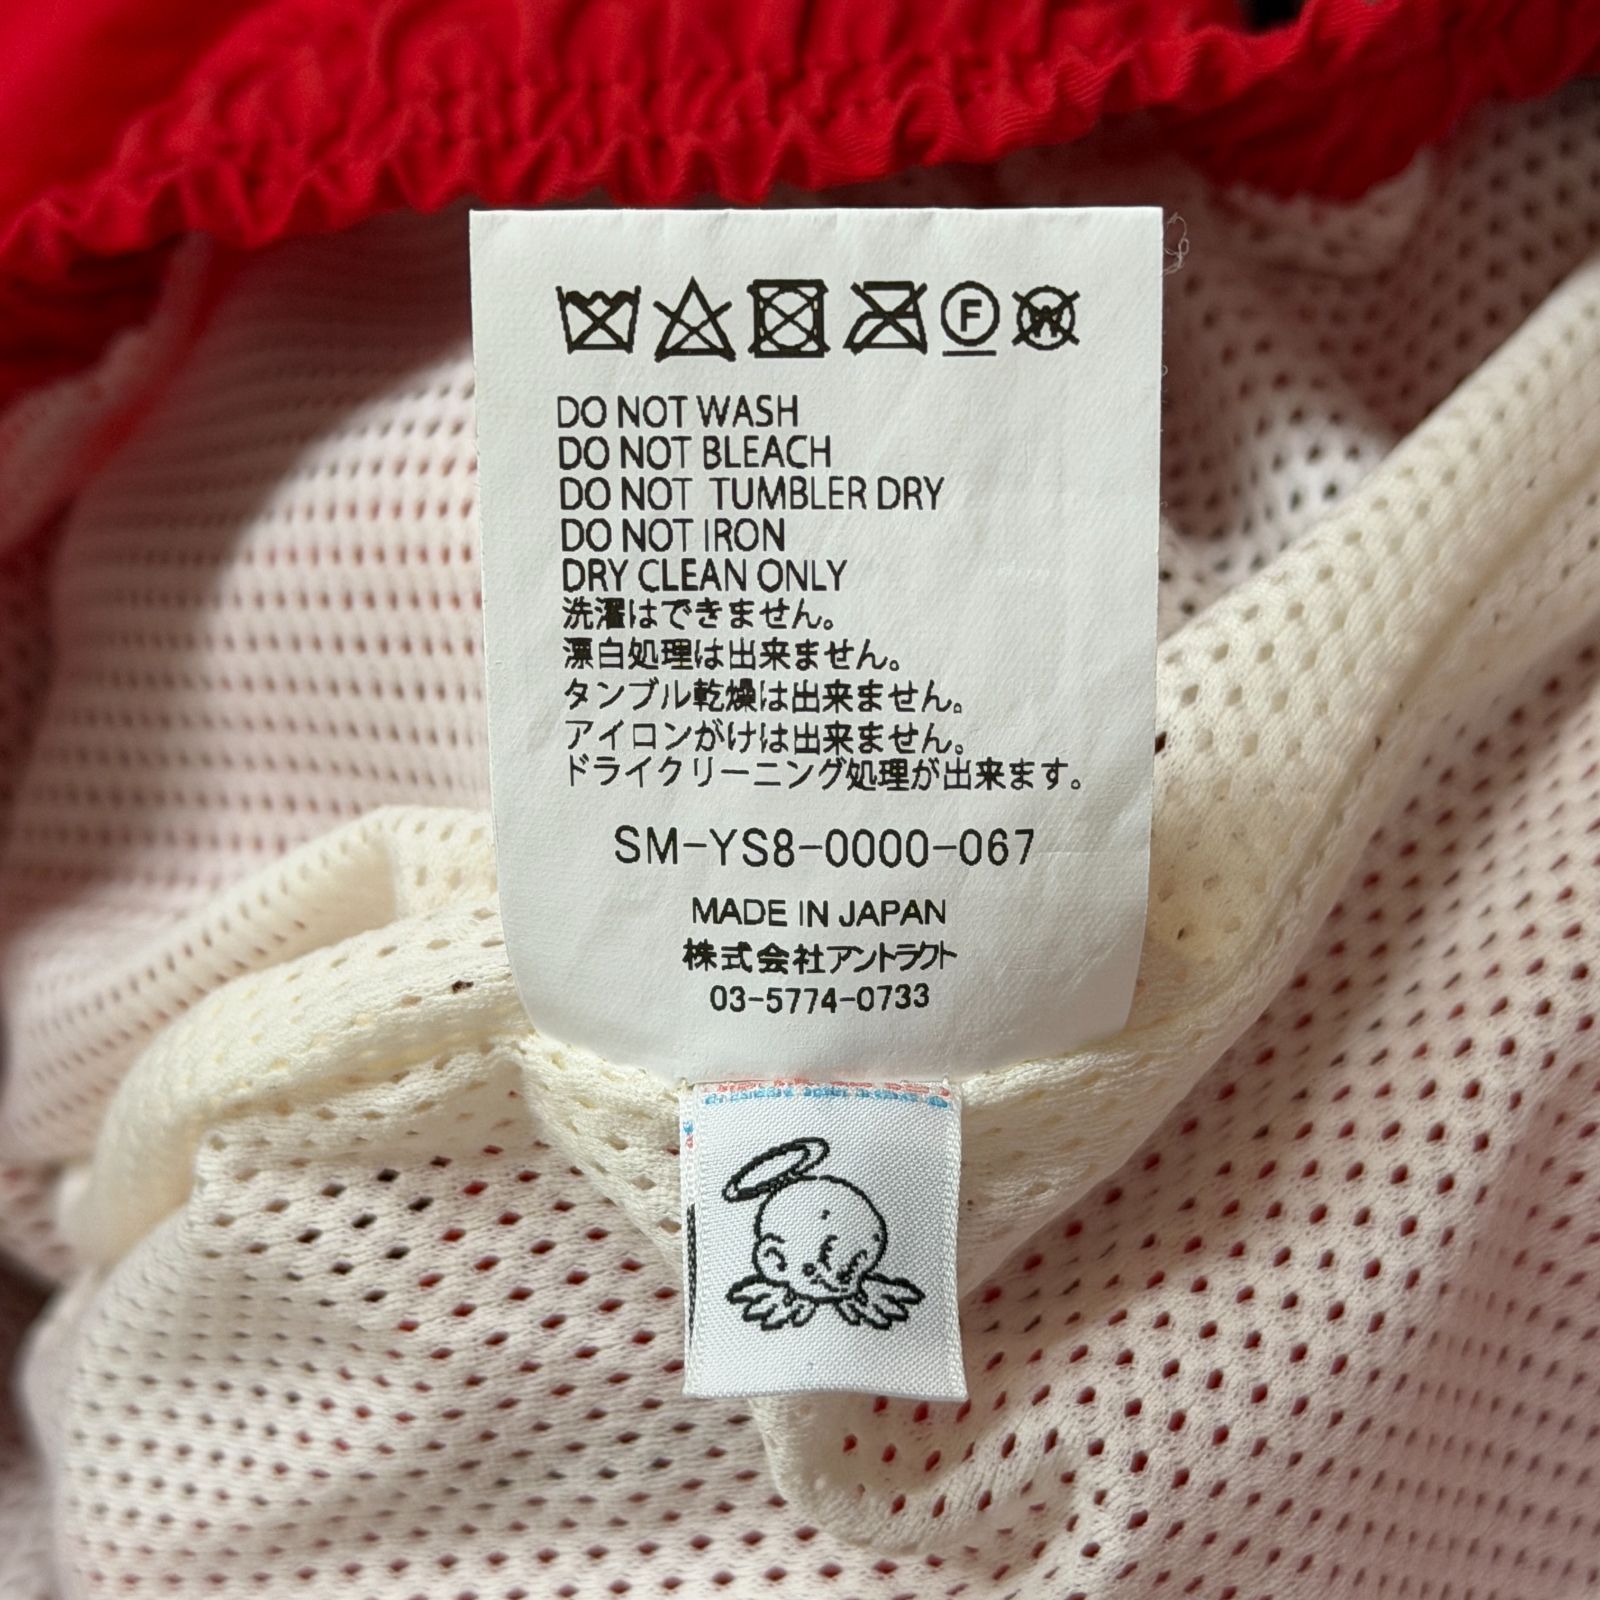 F
W
DO NOT WASH
DO NOT BLEACH
DO NOT TUMBLER DRY
DO NOT IRON
DRY CLEAN ONLY
洗濯はできません。
漂白処理は出来ません。
タンブル乾燥は出来ません。
アイロンがけは出来ません。
ドライクリーニング処理が出来ます。
SM-YS8-0000-067
MADE IN JAPAN
株式会社アントラクト
03-5774-0733